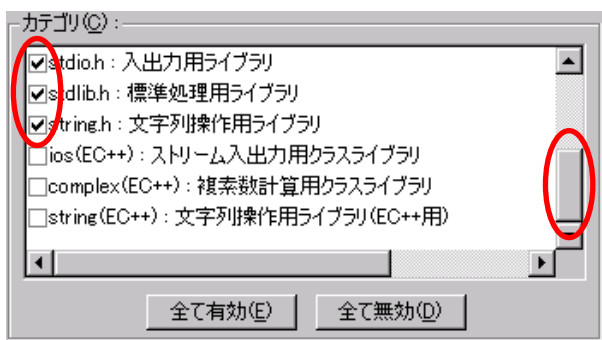 カテゴリ(C):
stdio.h : 入出力用ライブラリ
stdlib.h : 標準処理用ライブラリ
string.h : 文字列操作用ライブラリ
ios(EC++) : ストリーム入出力用クラスライブラリ
complex(EC++) : 複素数計算用クラスライブラリ
string(EC++) : 文字列操作用ライブラリ(EC++用)
全て有効(E) 全て無効(D)